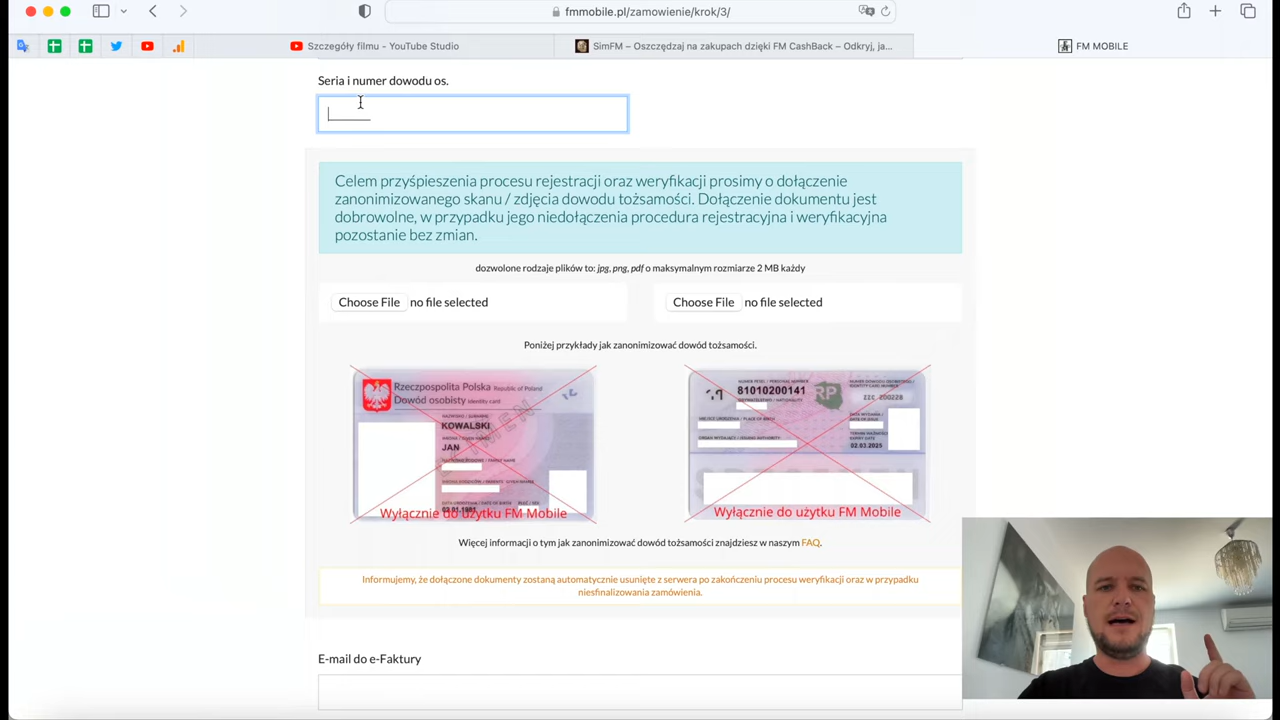 fmmobile.pl/zamowienie/krok/3/
Szczegóły filmu - YouTube Studio
SimFM – Oszczędzaj na zakupach dzięki FM CashBack – Odkryj, ja...
FM MOBILE
Seria i numer dowodu os.
Celem przyśpieszenia procesu rejestracji oraz weryfikacji prosimy o dołączenie
zanonimizowanego skanu / zdjęcia dowodu tożsamości. Dołączenie dokumentu jest
dobrowolne, w przypadku jego niedołączenia procedura rejestracyjna i weryfikacyjna
pozostanie bez zmian.
dozwolone rodzaje plików to: jpg, png, pdf o maksymalnym rozmiarze 2 MB każdy
Choose File no file selected
Choose File no file selected
Poniżej przykłady jak zanonimizować dowód tożsamości.
Rzeczpospolita Polska Republic of Poland
Dowód osobisty identity card
KOWALSKI
JAN
Wyłącznie do użytku FM Mobile
81010200141
RP
02.03.2025
Wyłącznie do użytku FM Mobile
Więcej informacji o tym jak zanonimizować dowód tożsamości znajdziesz w naszym FAQ.
Informujemy, że dołączone dokumenty zostaną automatycznie usunięte z serwera po zakończeniu procesu weryfikacji oraz w przypadku
niesfinalizowania zamówienia.
E-mail do e-Faktury